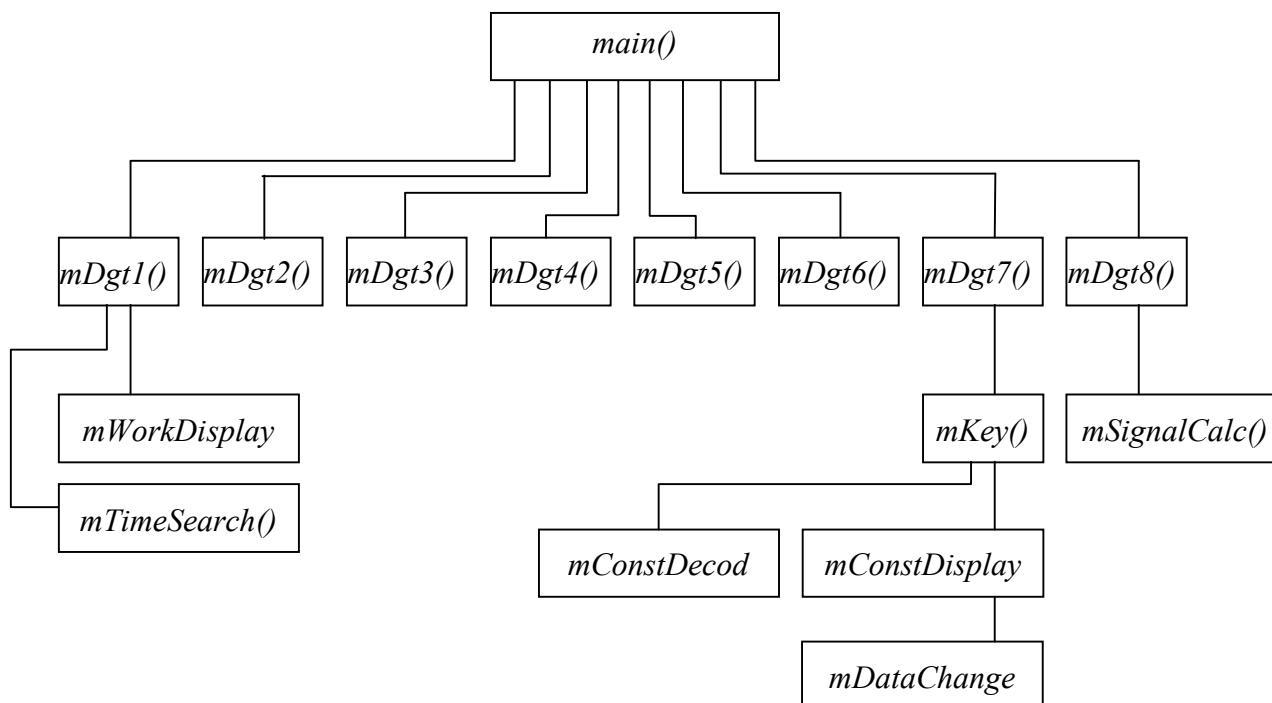 main()
mDgt1()
mDgt2()
mDgt3()
mDgt4()
mDgt5()
mDgt6()
mDgt7()
mDgt8()
mWorkDisplay
mKey()
mSignalCalc()
mTimeSearch()
mConstDecod
mConstDisplay
mDataChange